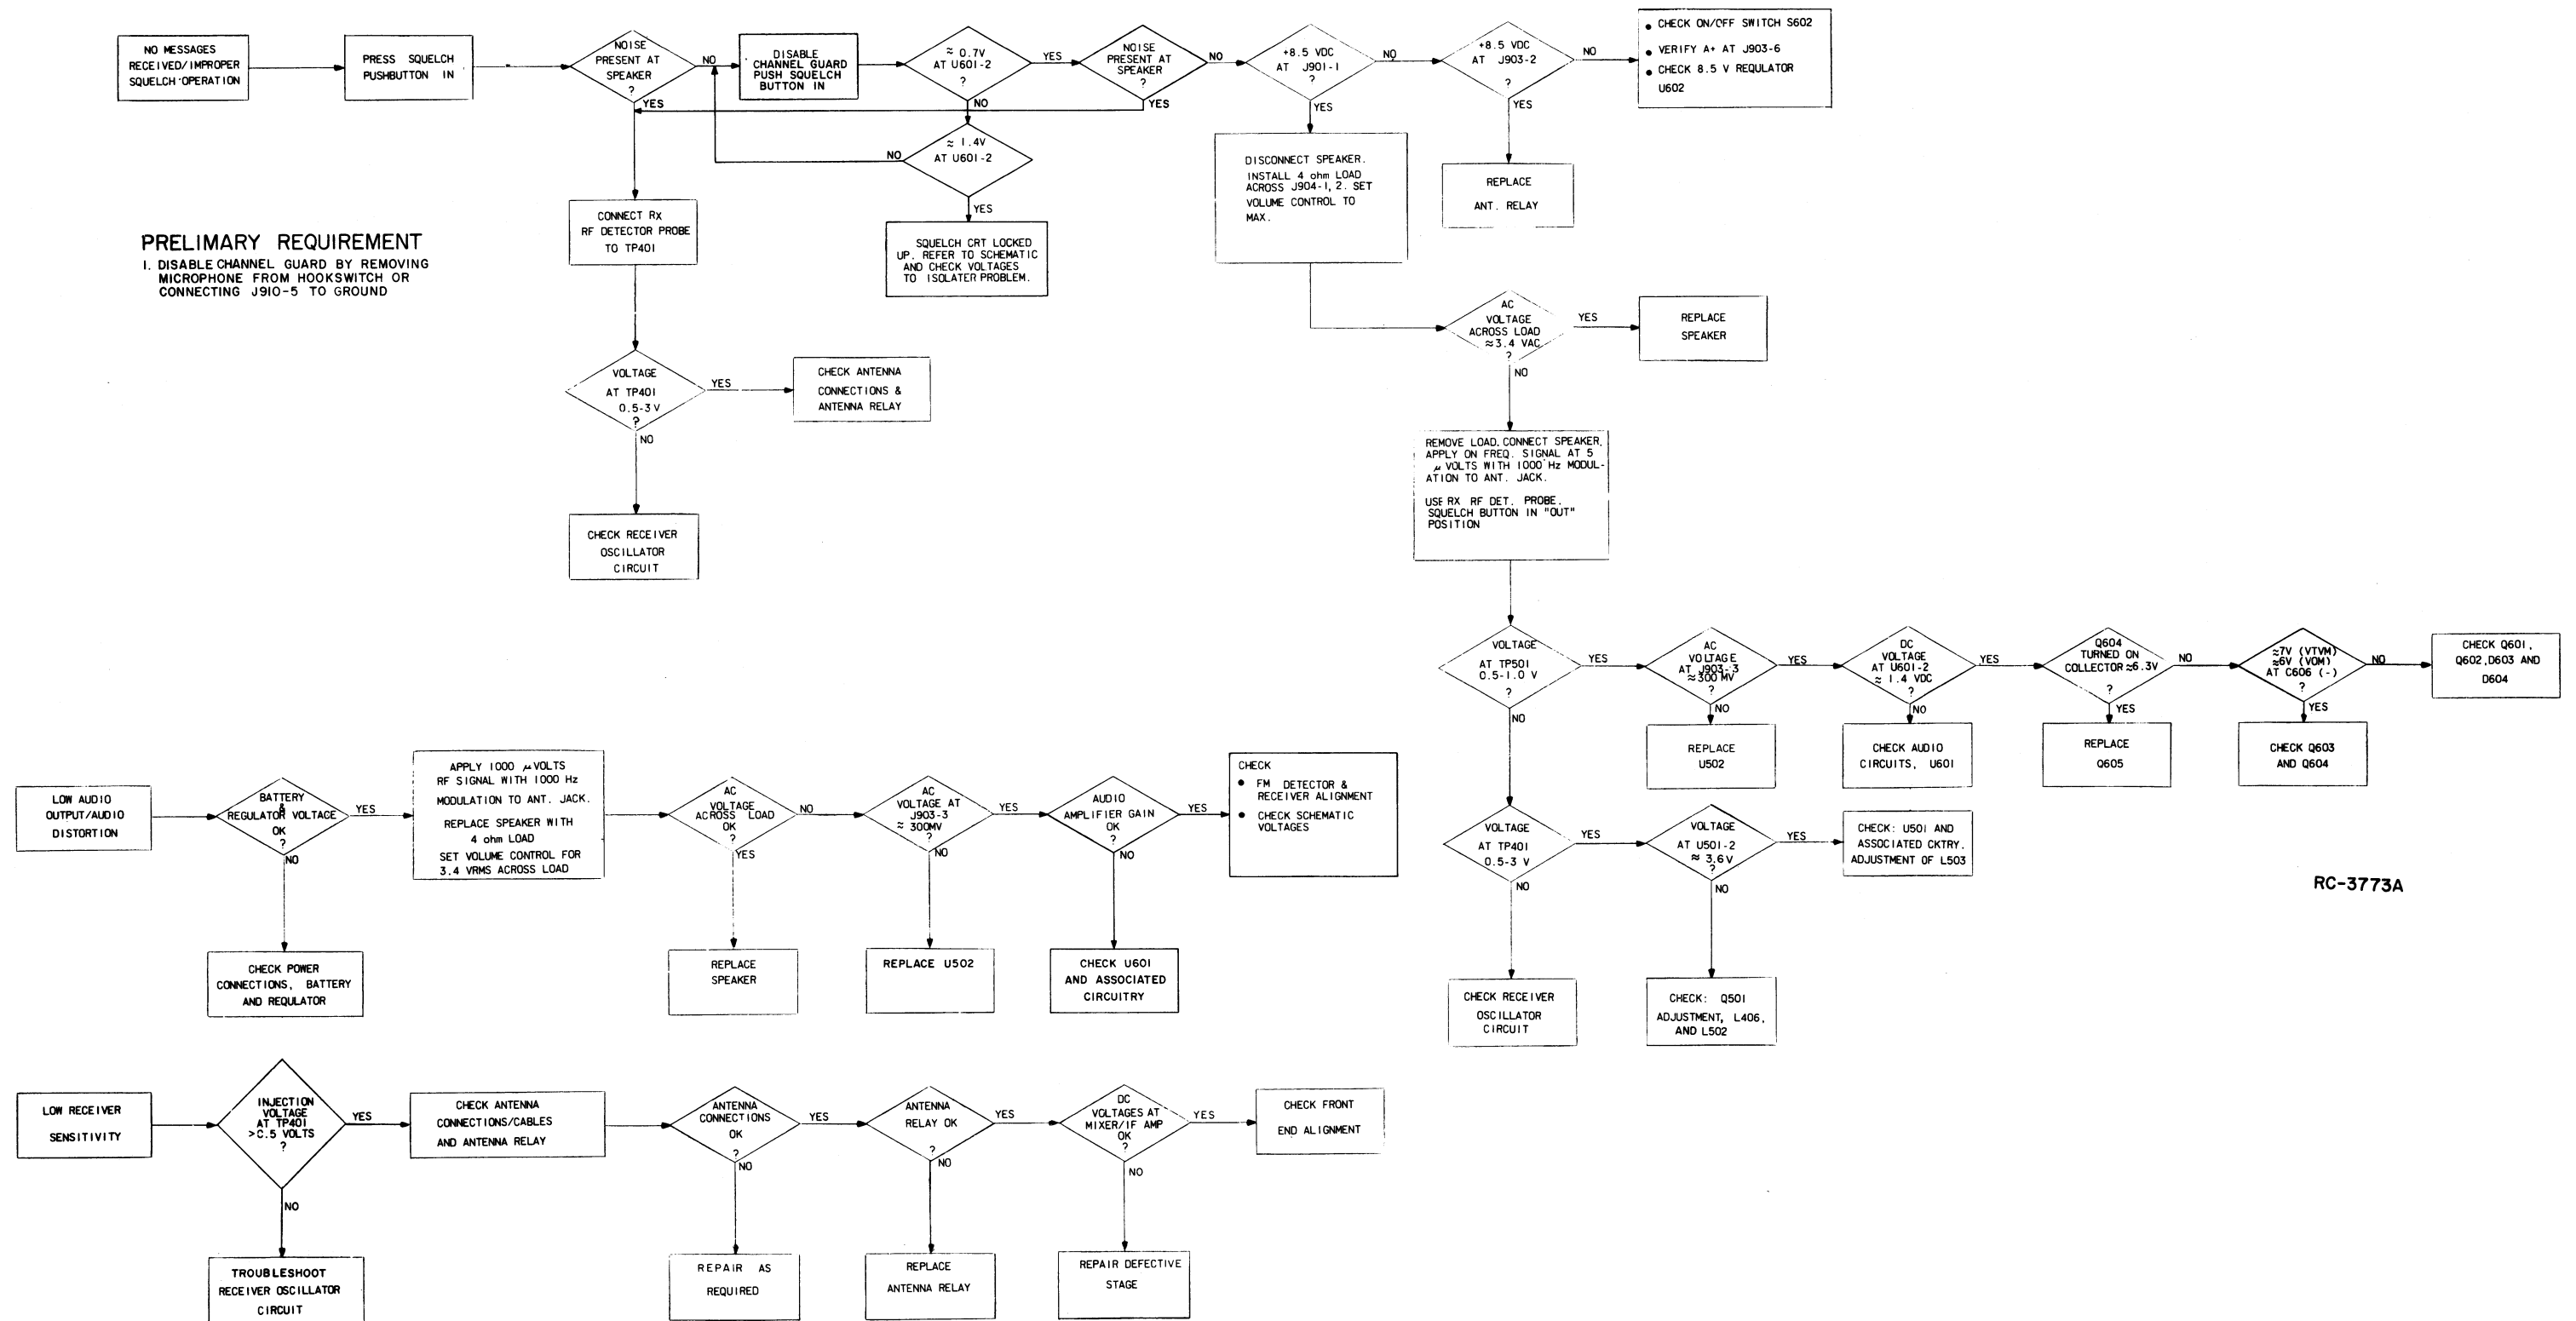 NO MESSAGES
RECEIVED/IMPROPER
SQUELCH OPERATION
PRESS SQUELCH
PUSHBUTTON IN
NOISE
PRESENT AT
SPEAKER
?
NO
YES
DISABLE
CHANNEL GUARD
PUSH SQUELCH
BUTTON IN
≈ 0.7V
AT U601-2
?
YES
NO
NOISE
PRESENT AT
SPEAKER
?
NO
YES
+8.5 VDC
AT J901-1
?
NO
YES
+8.5 VDC
AT J903-2
?
NO
YES
• CHECK ON/OFF SWITCH S602
• VERIFY A+ AT J903-6
• CHECK 8.5 V REQULATOR
U602
≈ 1.4V
AT U601-2
NO
YES
SQUELCH CRT LOCKED
UP. REFER TO SCHEMATIC
AND CHECK VOLTAGES
TO ISOLATER PROBLEM.
DISCONNECT SPEAKER.
INSTALL 4 ohm LOAD
ACROSS J904-1, 2. SET
VOLUME CONTROL TO
MAX.
REPLACE
ANT. RELAY
PRELIMARY REQUIREMENT
1. DISABLE CHANNEL GUARD BY REMOVING
MICROPHONE FROM HOOKSWITCH OR
CONNECTING J910-5 TO GROUND
CONNECT Rx
RF DETECTOR PROBE
TO TP401
VOLTAGE
AT TP401
0.5-3 V
?
YES
NO
CHECK ANTENNA
CONNECTIONS &
ANTENNA RELAY
CHECK RECEIVER
OSCILLATOR
CIRCUIT
AC
VOLTAGE
ACROSS LOAD
≈3.4 VAC
?
YES
NO
REPLACE
SPEAKER
REMOVE LOAD. CONNECT SPEAKER.
APPLY ON FREQ. SIGNAL AT 5
μ VOLTS WITH 1000 Hz MODUL-
ATION TO ANT. JACK.
USE RX RF DET. PROBE.
SQUELCH BUTTON IN "OUT"
POSITION
VOLTAGE
AT TP501
0.5-1.0 V
YES
NO
AC
VOLTAGE
AT J903-3
≈300 MV
?
YES
NO
DC
VOLTAGE
AT U601-2
≈ 1.4 VDC
?
YES
NO
Q604
TURNED ON
COLLECTOR ≈6.3V
?
NO
YES
≈7V (VTVM)
≈6V (VOM)
AT C606 (-)
?
NO
YES
CHECK Q601,
Q602,D603 AND
D604
REPLACE
U502
CHECK AUDIO
CIRCUITS, U601
REPLACE
Q605
CHECK Q603
AND Q604
VOLTAGE
AT TP401
0.5-3 V
YES
NO
VOLTAGE
AT U501-2
≈ 3.6V
?
YES
NO
CHECK: U501 AND
ASSOCIATED CKTRY.
ADJUSTMENT OF L503
CHECK RECEIVER
OSCILLATOR
CIRCUIT
CHECK: Q501
ADJUSTMENT, L406,
AND L502
RC-3773A
LOW AUDIO
OUTPUT/AUDIO
DISTORTION
BATTERY
&
REGULATOR VOLTAGE
OK
?
YES
NO
APPLY 1000 μVOLTS
RF SIGNAL WITH 1000 Hz
MODULATION TO ANT. JACK.
REPLACE SPEAKER WITH
4 ohm LOAD
SET VOLUME CONTROL FOR
3.4 VRMS ACROSS LOAD
AC
VOLTAGE
ACROSS LOAD
OK
?
NO
YES
AC
VOLTAGE AT
J903-3
≈ 300MV
?
YES
NO
AUDIO
AMPLIFIER GAIN
OK
?
YES
NO
CHECK
• FM DETECTOR &
RECEIVER ALIGNMENT
• CHECK SCHEMATIC
VOLTAGES
CHECK POWER
CONNECTIONS, BATTERY
AND REQULATOR
REPLACE
SPEAKER
REPLACE U502
CHECK U601
AND ASSOCIATED
CIRCUITRY
LOW RECEIVER
SENSITIVITY
INJECTION
VOLTAGE
AT TP401
>C.5 VOLTS
?
YES
NO
CHECK ANTENNA
CONNECTIONS/CABLES
AND ANTENNA RELAY
ANTENNA
CONNECTIONS
OK
?
YES
NO
ANTENNA
RELAY OK
?
YES
NO
DC
VOLTAGES AT
MIXER/IF AMP
OK
?
YES
NO
CHECK FRONT
END ALIGNMENT
TROUBLESHOOT
RECEIVER OSCILLATOR
CIRCUIT
REPAIR AS
REQUIRED
REPLACE
ANTENNA RELAY
REPAIR DEFECTIVE
STAGE